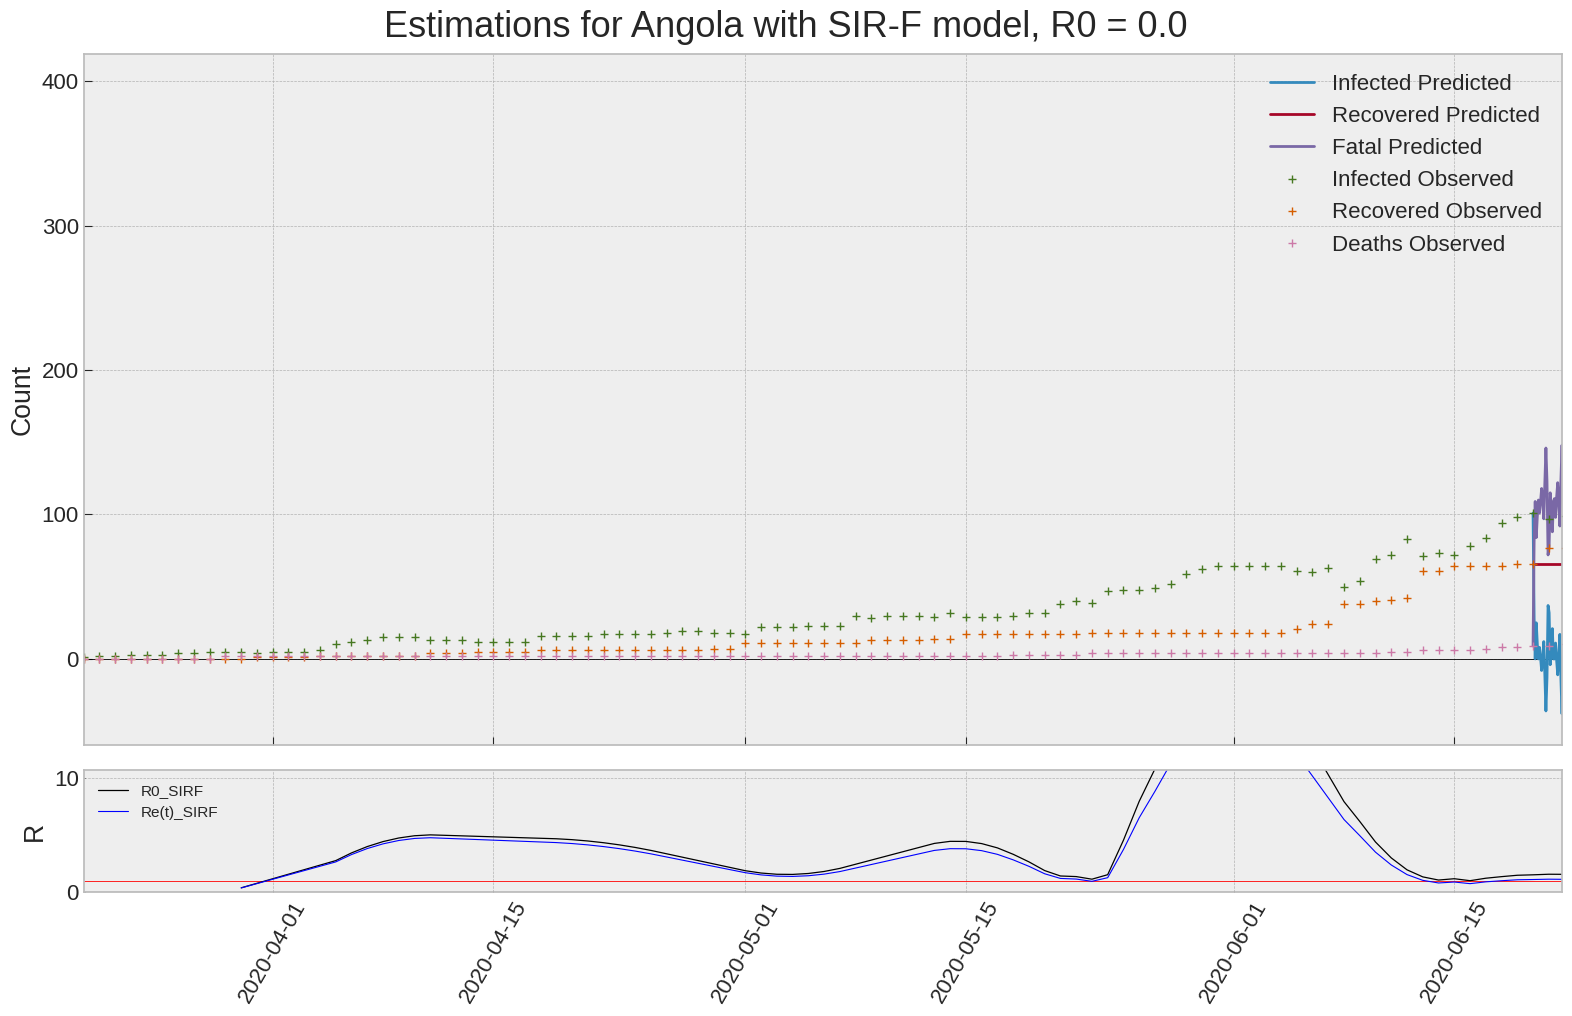 Estimations for Angola with SIR-F model, R0 = 0.0
400
300
200
100
0
Count
Infected Predicted
Recovered Predicted
Fatal Predicted
Infected Observed
Recovered Observed
Deaths Observed
10
0
R
R0_SIRF
Re(t)_SIRF
2020-04-01
2020-04-15
2020-05-01
2020-05-15
2020-06-01
2020-06-15